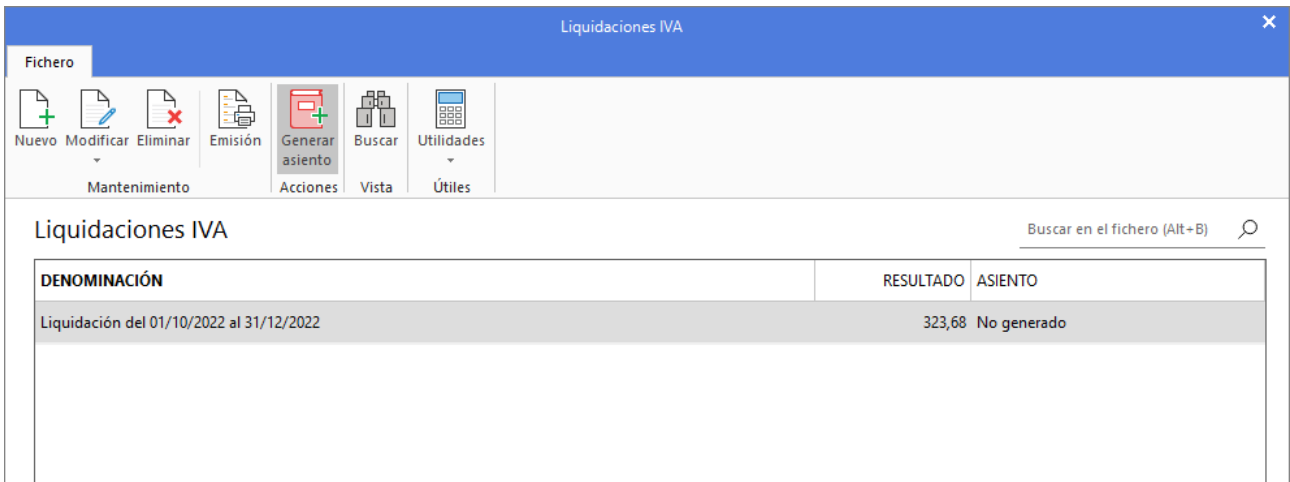 Liquidaciones IVA
Fichero
Nuevo Modificar Eliminar Emisión Generar asiento Buscar Utilidades
Mantenimiento Acciones Vista Útiles
Liquidaciones IVA Buscar en el fichero (Alt+B)
DENOMINACIÓN RESULTADO ASIENTO
Liquidación del 01/10/2022 al 31/12/2022 323,68 No generado